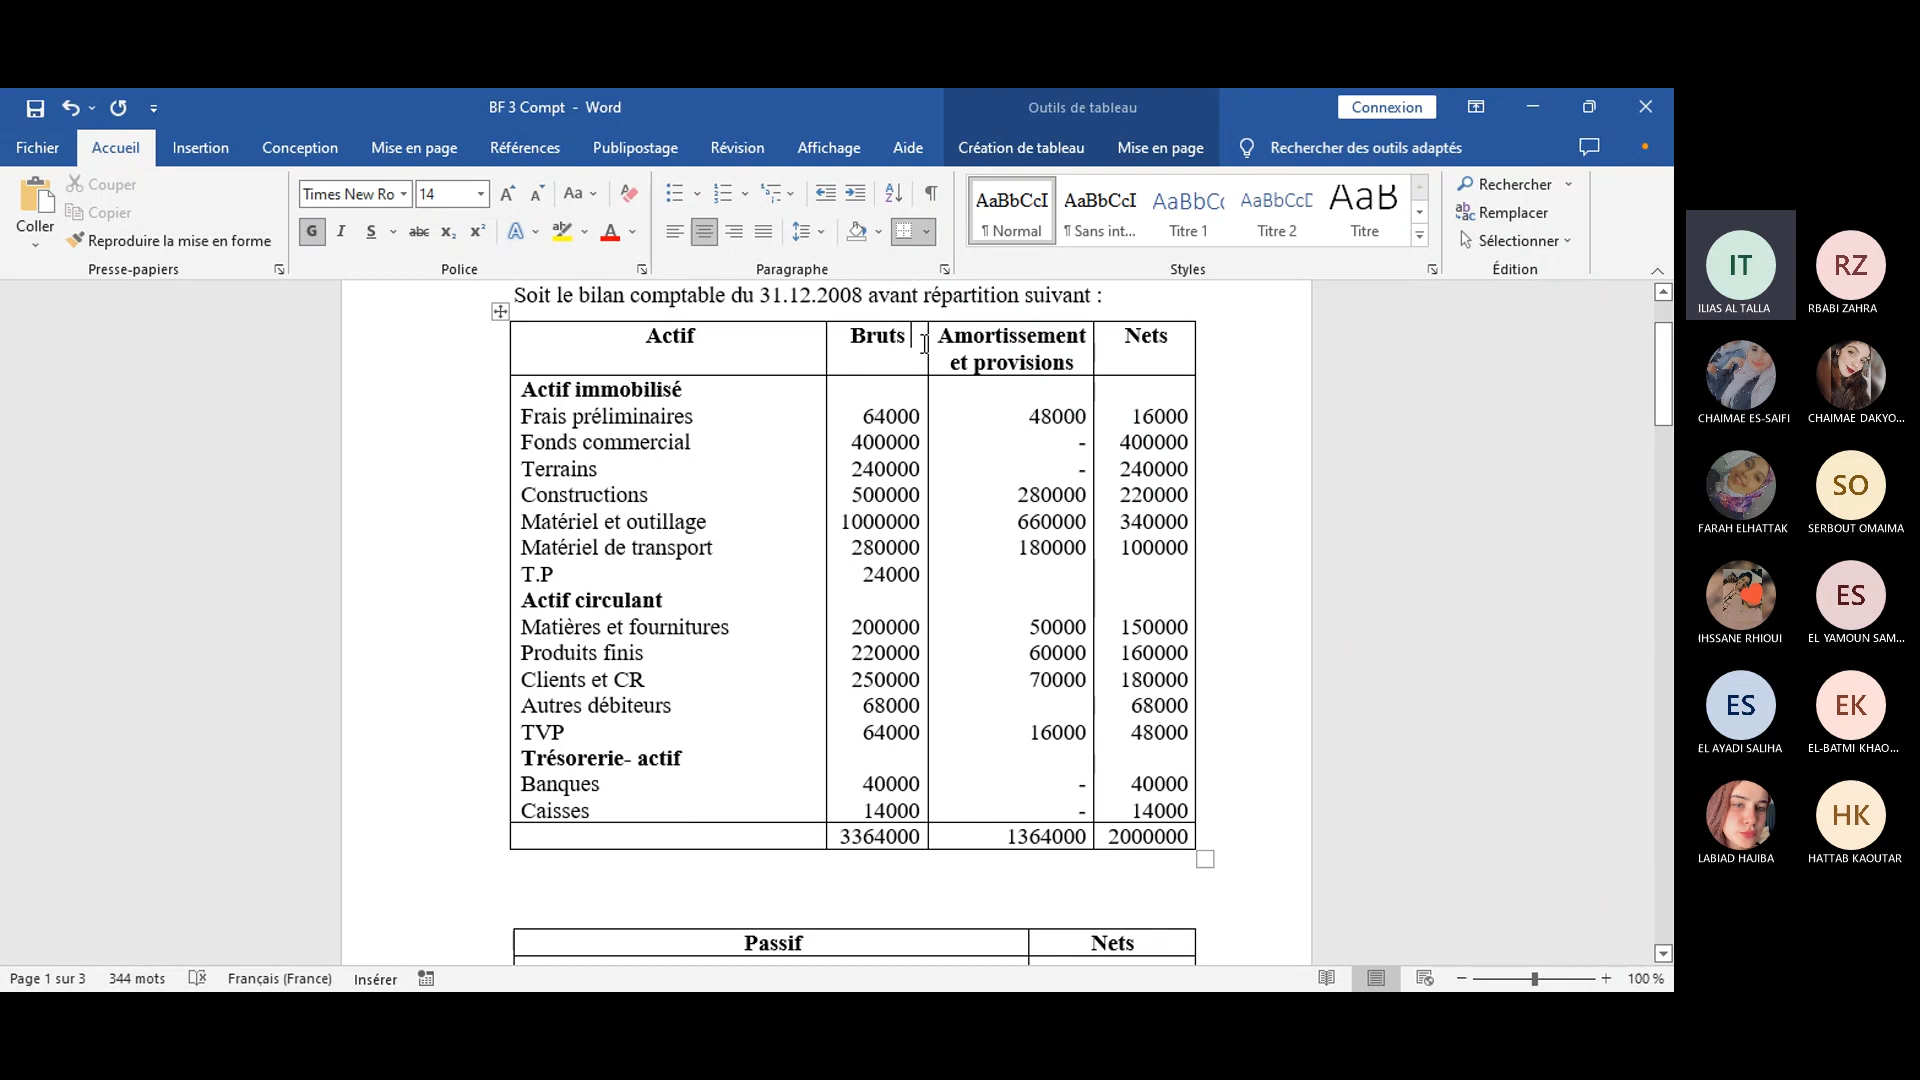 BF 3 Compt - Word
Outils de tableau
Connexion
Fichier Accueil Insertion Conception Mise en page Références Publipostage Révision Affichage Aide Création de tableau Mise en page Rechercher des outils adaptés
Coller
Couper
Copier
Reproduire la mise en forme
Presse-papiers
Times New Ro 14
Police
Paragraphe
AaBbCcI AaBbCcI AaBbCc AaBbCcD AaB
¶ Normal ¶ Sans int... Titre 1 Titre 2 Titre
Styles
Rechercher
Remplacer
Sélectionner
Édition
Soit le bilan comptable du 31.12.2008 avant répartition suivant :
Actif Bruts Amortissement et provisions Nets
Actif immobilisé
Frais préliminaires 64000 48000 16000
Fonds commercial 400000 - 400000
Terrains 240000 - 240000
Constructions 500000 280000 220000
Matériel et outillage 1000000 660000 340000
Matériel de transport 280000 180000 100000
T.P 24000
Actif circulant
Matières et fournitures 200000 50000 150000
Produits finis 220000 60000 160000
Clients et CR 250000 70000 180000
Autres débiteurs 68000 68000
TVP 64000 16000 48000
Trésorerie- actif
Banques 40000 - 40000
Caisses 14000 - 14000
3364000 1364000 2000000
Passif Nets
Page 1 sur 3 344 mots Français (France) Insérer 100 %
IT RZ
ILIAS AL TALLA RBABI ZAHRA
CHAIMAE ES-SAIFI CHAIMAE DAKYO...
SO
FARAH ELHATTAK SERBOUT OMAIMA
ES
IHSSANE RHIOUI EL YAMOUN SAM...
ES EK
EL AYADI SALIHA EL-BATMI KHAO...
HK
LABIAD HAJIBA HATTAB KAOUTAR